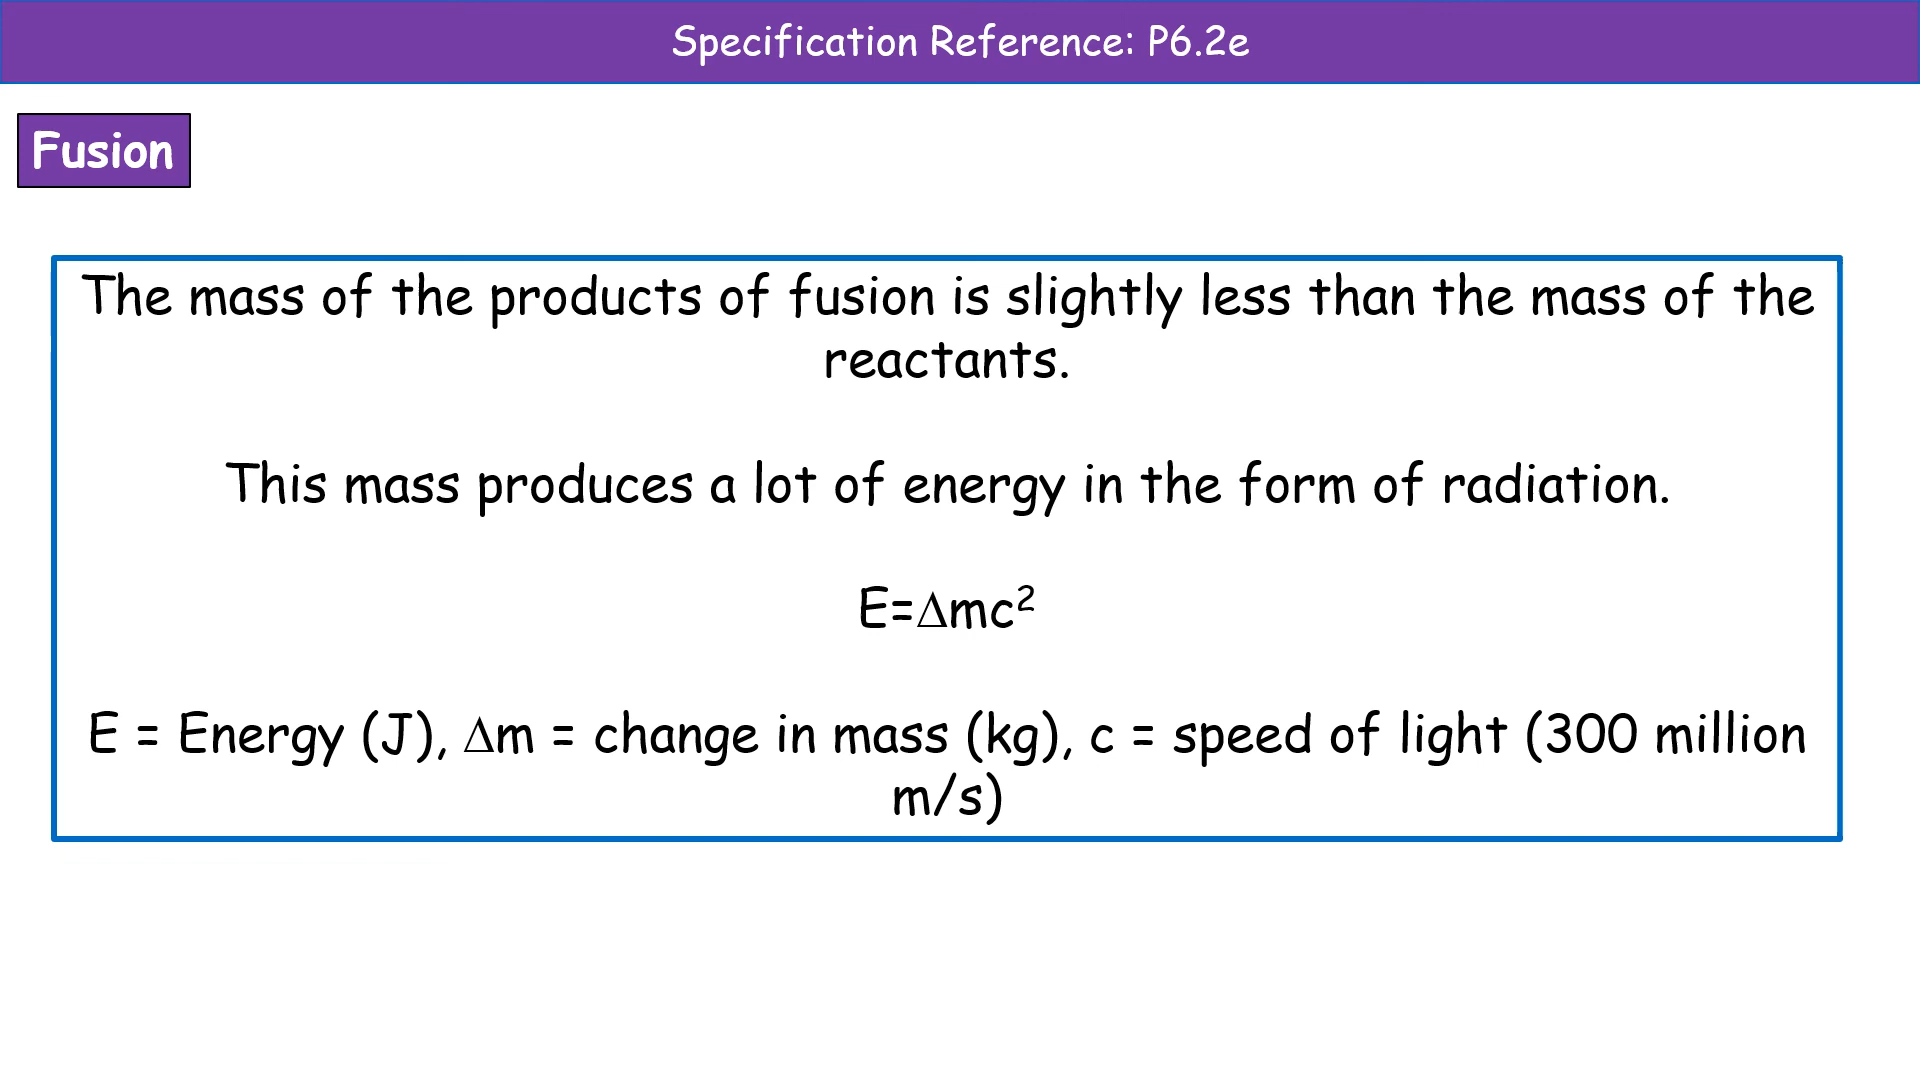 Specification Reference: P6.2e
Fusion
The mass of the products of fusion is slightly less than the mass of the
reactants.
This mass produces a lot of energy in the form of radiation.
E=∆mc²
E = Energy (J), ∆m = change in mass (kg), c = speed of light (300 million
m/s)